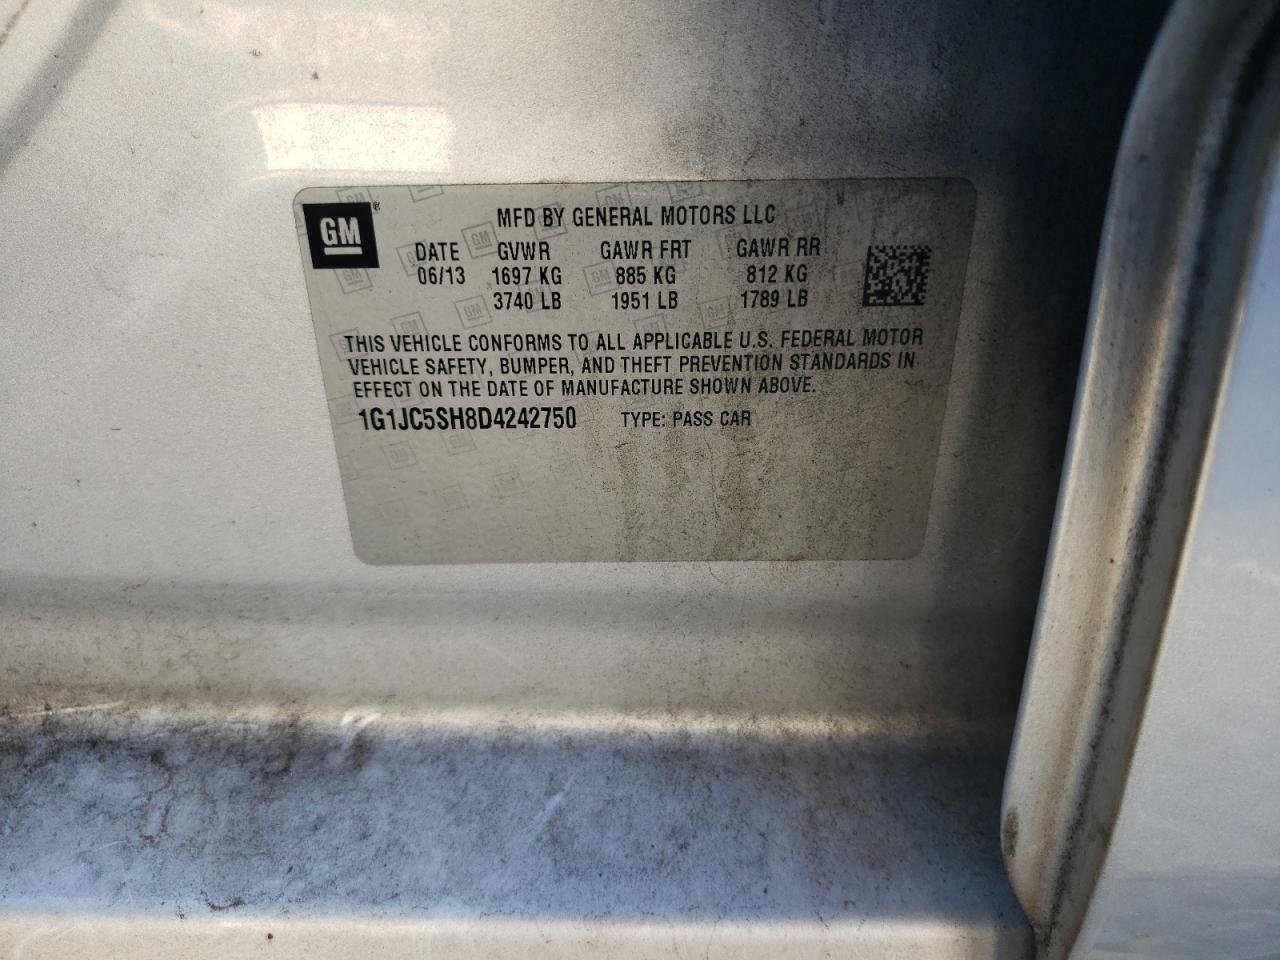 GM ®
MFD BY GENERAL MOTORS LLC
DATE GVWR GAWR FRT GAWR RR
06/13 1697 KG 885 KG 812 KG
3740 LB 1951 LB 1789 LB
THIS VEHICLE CONFORMS TO ALL APPLICABLE U.S. FEDERAL MOTOR
VEHICLE SAFETY, BUMPER, AND THEFT PREVENTION STANDARDS IN
EFFECT ON THE DATE OF MANUFACTURE SHOWN ABOVE.
1G1JC5SH8D4242750 TYPE: PASS CAR